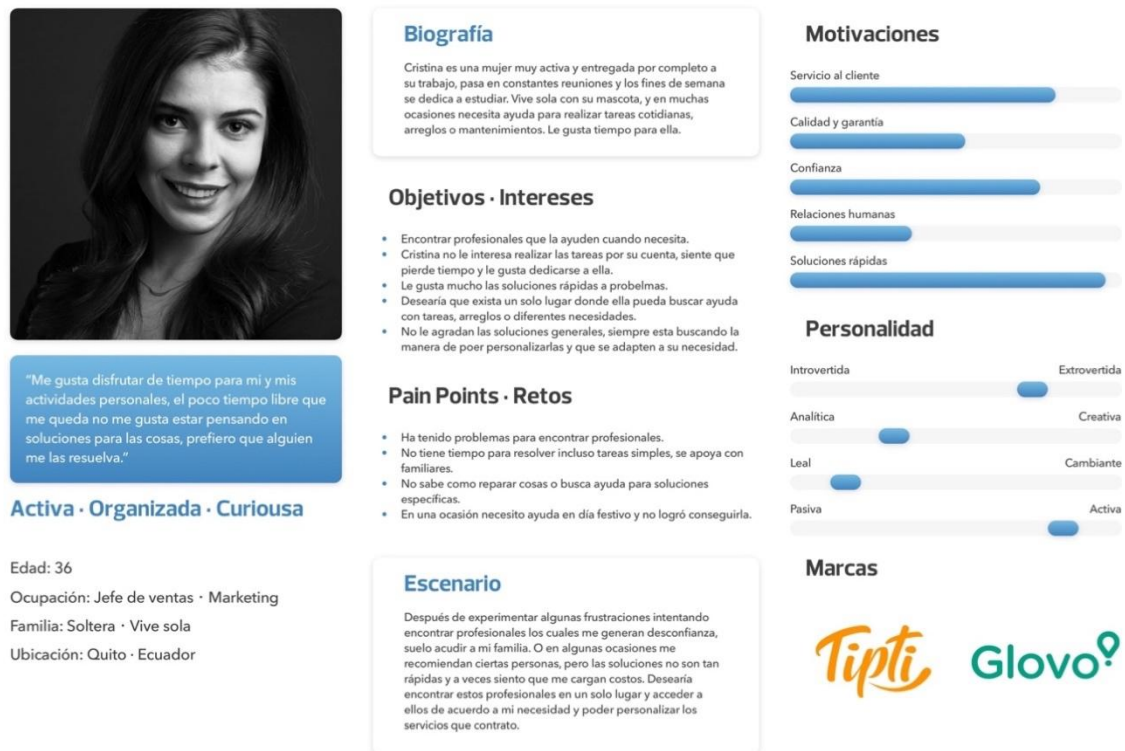 “Me gusta disfrutar de tiempo para mi y mis
actividades personales, el poco tiempo libre que
me queda no me gusta estar pensando en
soluciones para las cosas, prefiero que alguien
me las resuelva.”
Activa · Organizada · Curiousa
Edad: 36
Ocupación: Jefe de ventas · Marketing
Familia: Soltera · Vive sola
Ubicación: Quito · Ecuador
Biografía
Cristina es una mujer muy activa y entregada por completo a
su trabajo, pasa en constantes reuniones y los fines de semana
se dedica a estudiar. Vive sola con su mascota, y en muchas
ocasiones necesita ayuda para realizar tareas cotidianas,
arreglos o mantenimientos. Le gusta tiempo para ella.
Objetivos · Intereses
• Encontrar profesionales que la ayuden cuando necesita.
• Cristina no le interesa realizar las tareas por su cuenta, siente que
pierde tiempo y le gusta dedicarse a ella.
• Le gusta mucho las soluciones rápidas a probelmas.
• Desearía que exista un solo lugar donde ella pueda buscar ayuda
con tareas, arreglos o diferentes necesidades.
• No le agradan las soluciones generales, siempre esta buscando la
manera de poer personalizarlas y que se adapten a su necesidad.
Pain Points · Retos
• Ha tenido problemas para encontrar profesionales.
• No tiene tiempo para resolver incluso tareas simples, se apoya con
familiares.
• No sabe como reparar cosas o busca ayuda para soluciones
específicas.
• En una ocasión necesito ayuda en día festivo y no logró conseguirla.
Escenario
Después de experimentar algunas frustraciones intentando
encontrar profesionales los cuales me generan desconfianza,
suelo acudir a mi familia. O en algunas ocasiones me
recomiendan ciertas personas, pero las soluciones no son tan
rápidas y a veces siento que me cargan costos. Desearía
encontrar estos profesionales en un solo lugar y acceder a
ellos de acuerdo a mi necesidad y poder personalizar los
servicios que contrato.
Motivaciones
Servicio al cliente
Calidad y garantía
Confianza
Relaciones humanas
Soluciones rápidas
Personalidad
Introvertida Extrovertida
Analítica Creativa
Leal Cambiante
Pasiva Activa
Marcas
Tipti Glovo